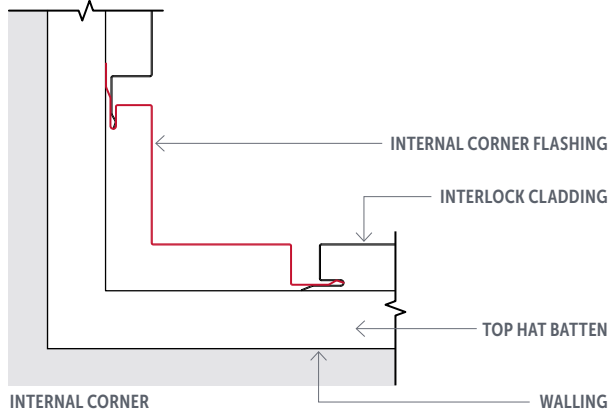 INTERNAL CORNER FLASHING
INTERLOCK CLADDING
TOP HAT BATTEN
INTERNAL CORNER
WALLING